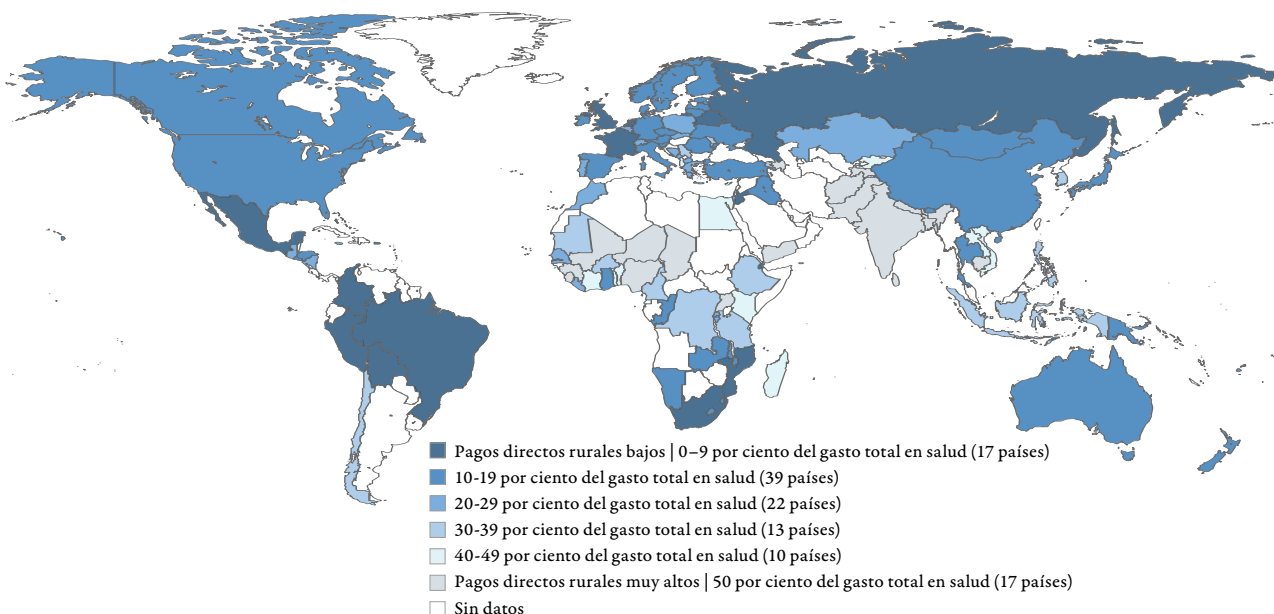 Pagos directos rurales bajos | 0–9 por ciento del gasto total en salud (17 países)
10-19 por ciento del gasto total en salud (39 países)
20-29 por ciento del gasto total en salud (22 países)
30-39 por ciento del gasto total en salud (13 países)
40-49 por ciento del gasto total en salud (10 países)
Pagos directos rurales muy altos | 50 por ciento del gasto total en salud (17 países)
Sin datos